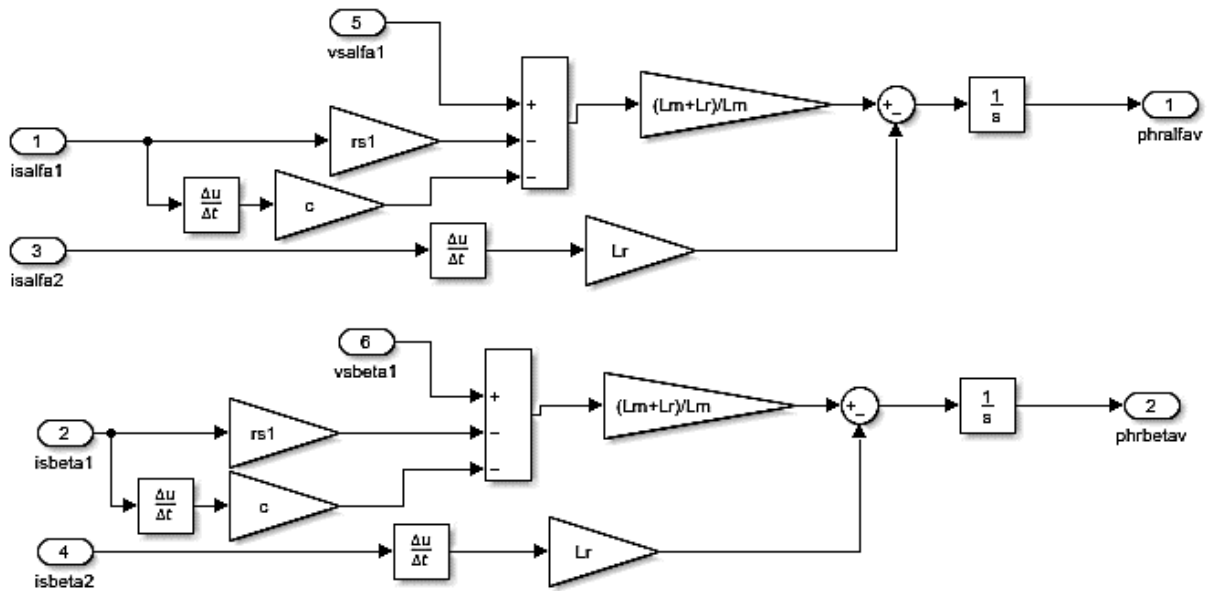 5
vsalfa1
+
−
−
(Lm+Lr)/Lm
+
−
1
s
1
phralfav
1
isalfa1
rs1
Δu
Δt
c
3
isalfa2
Δu
Δt
Lr
6
vsbeta1
+
−
−
(Lm+Lr)/Lm
+
−
1
s
2
phrbetav
2
isbeta1
rs1
Δu
Δt
c
4
isbeta2
Δu
Δt
Lr